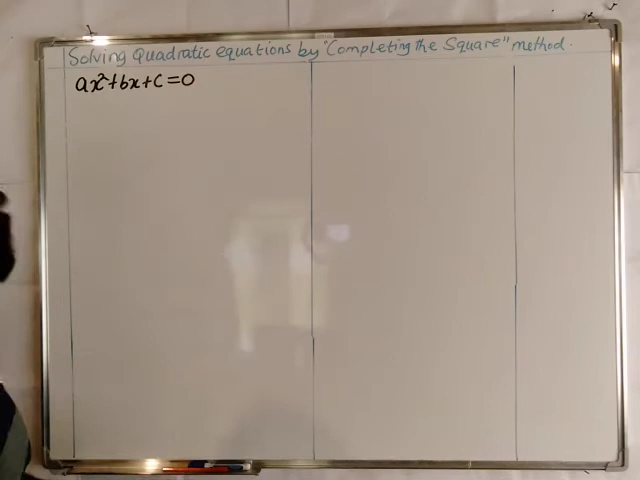 Solving Quadratic equations by "Completing the Square" method.
ax²+bx+c=0